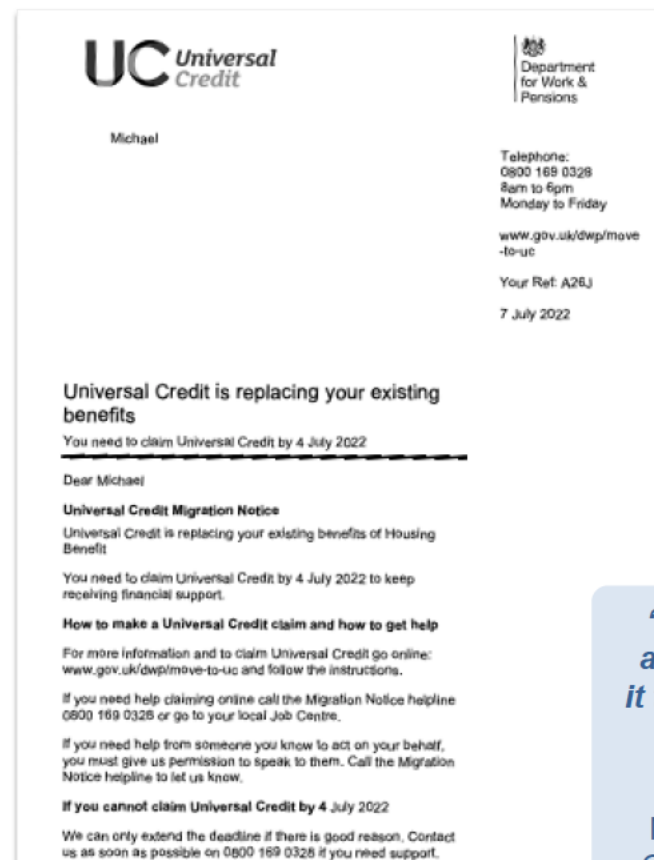 UC Universal
Credit
Department
for Work &
Pensions
Michael
Telephone:
0800 169 0328
8am to 6pm
Monday to Friday
www.gov.uk/dwp/move
-to-uc
Your Ref: A26J
7 July 2022
Universal Credit is replacing your existing
benefits
You need to claim Universal Credit by 4 July 2022
Dear Michael
Universal Credit Migration Notice
Universal Credit is replacing your existing benefits of Housing
Benefit
You need to claim Universal Credit by 4 July 2022 to keep
receiving financial support.
How to make a Universal Credit claim and how to get help
For more information and to claim Universal Credit go online:
www.gov.uk/dwp/move-to-uc and follow the instructions.
If you need help claiming online call the Migration Notice helpline
0800 169 0328 or go to your local Job Centre.
If you need help from someone you know to act on your behalf,
you must give us permission to speak to them. Call the Migration
Notice helpline to let us know.
If you cannot claim Universal Credit by 4 July 2022
We can only extend the deadline if there is good reason. Contact
us as soon as possible on 0800 169 0328 if you need support.
a
it